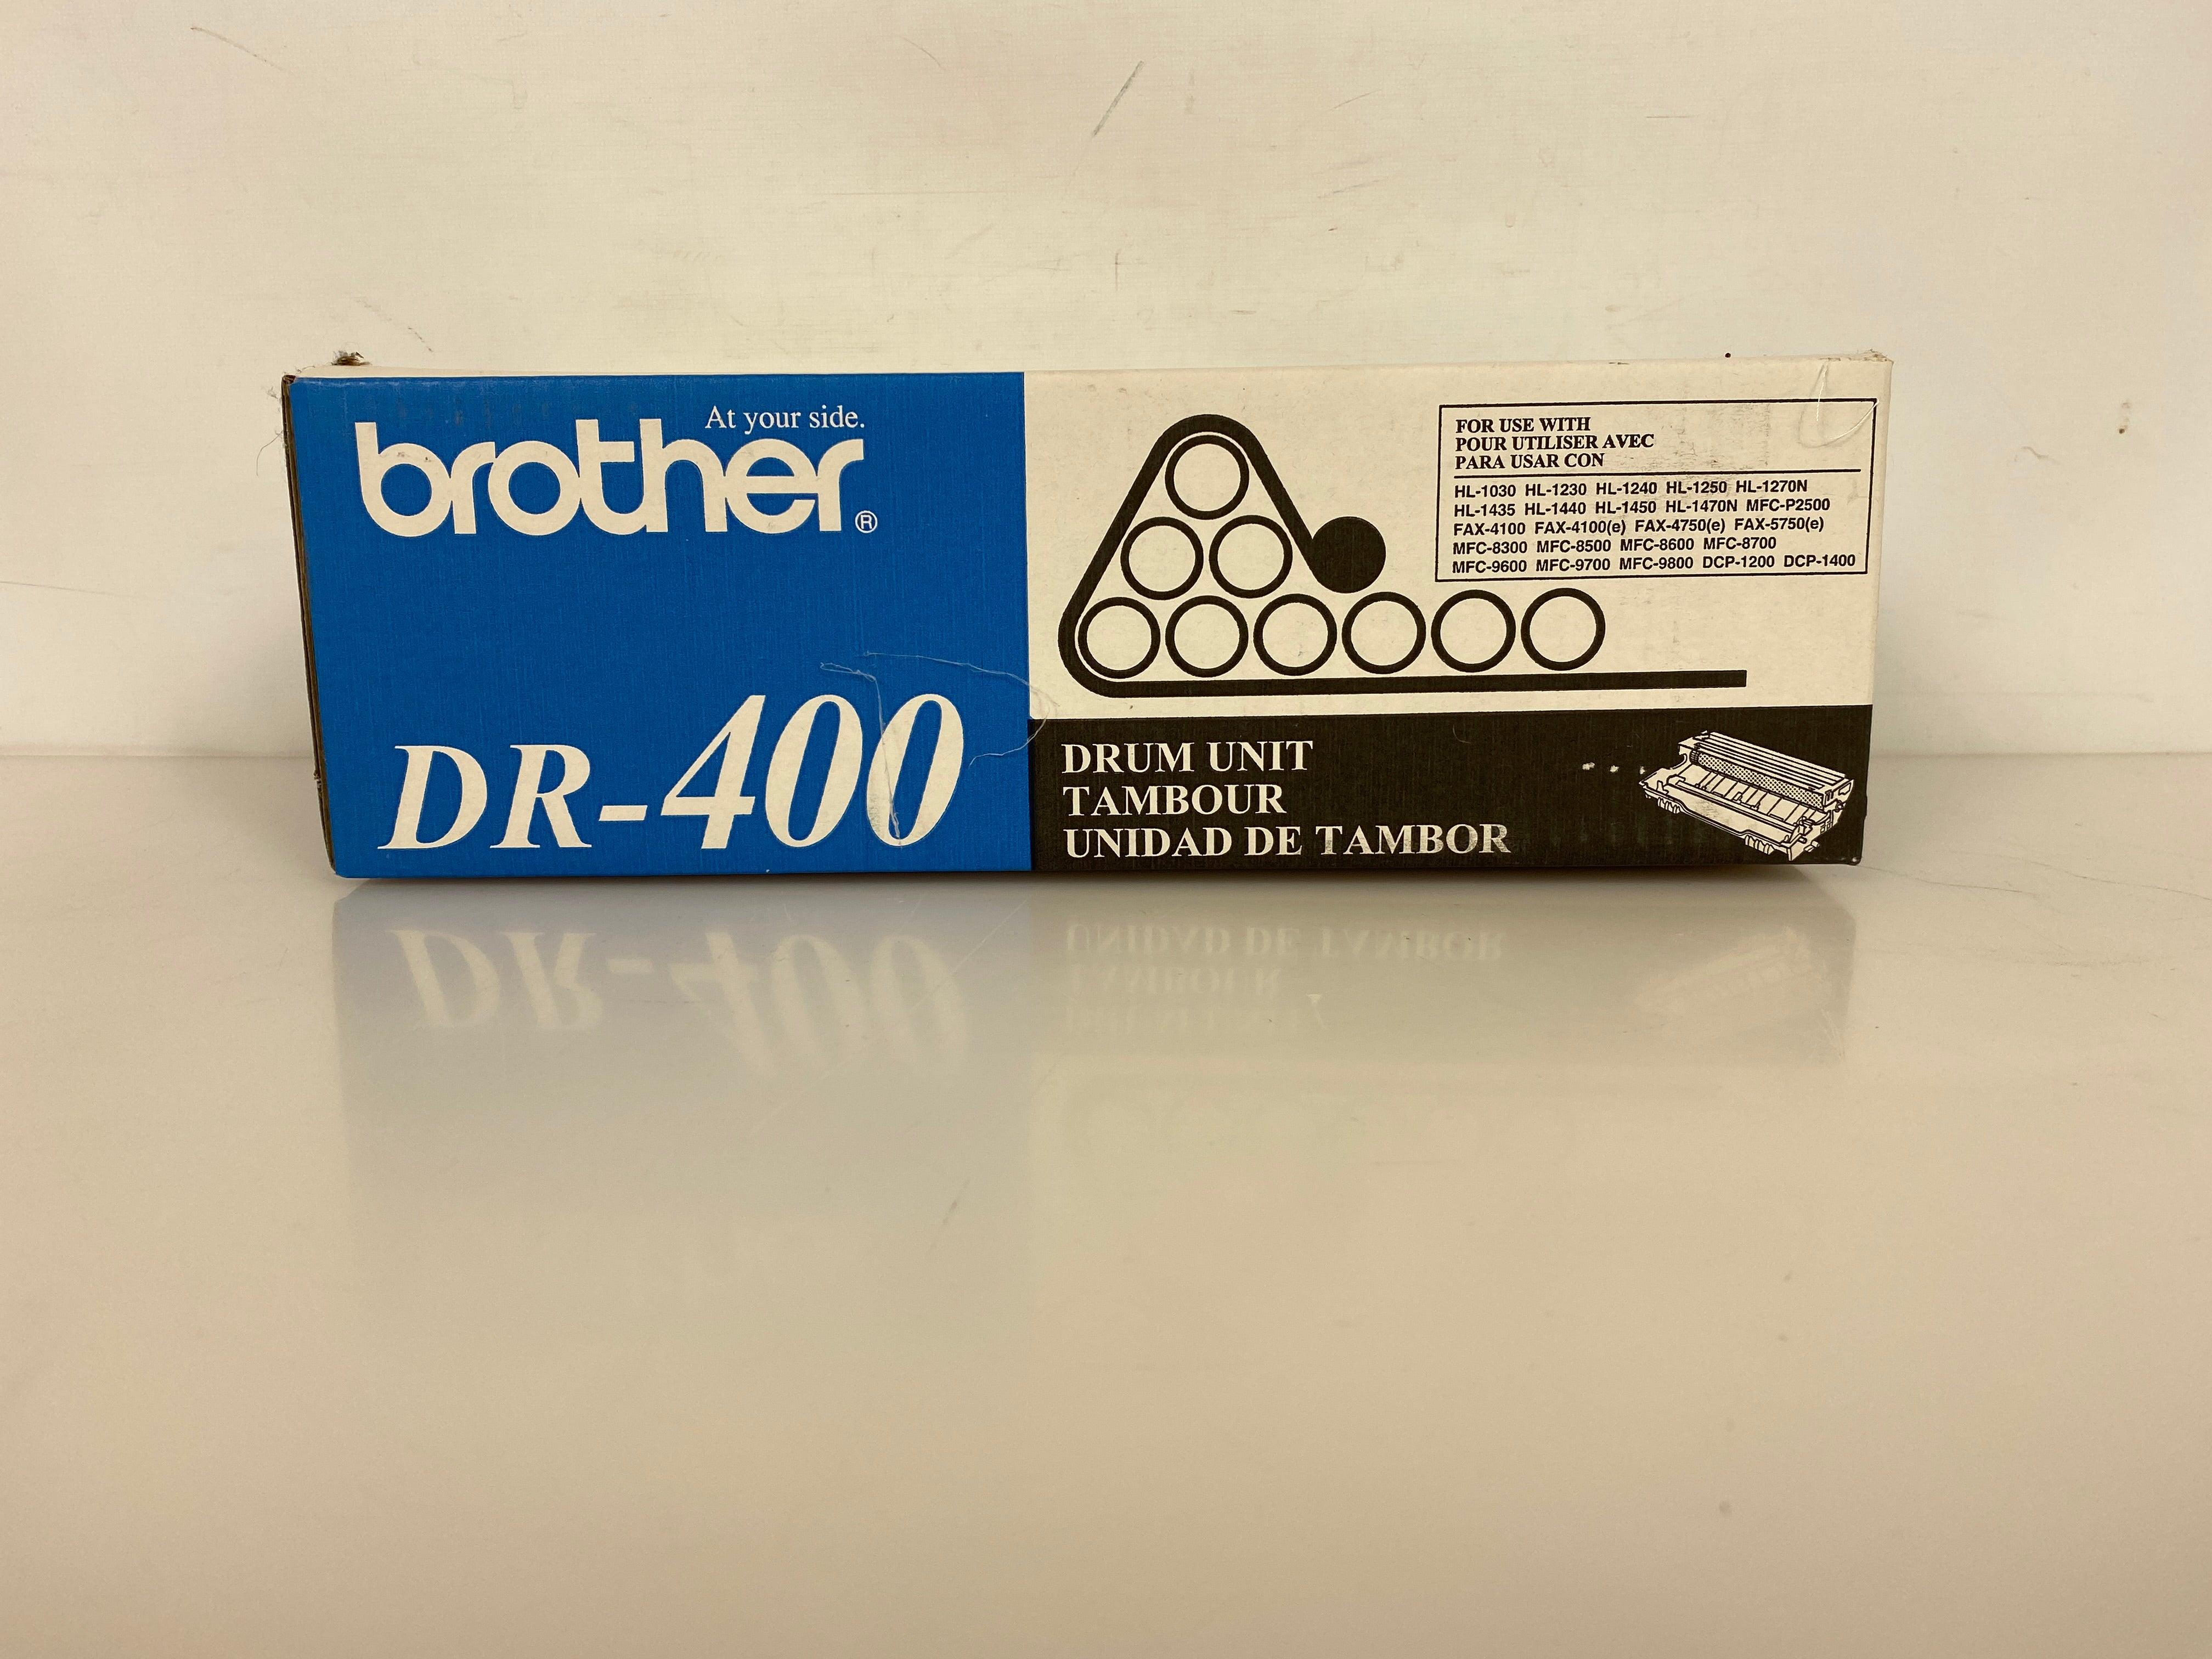 At your side.
brother®
DR-400
FOR USE WITH
POUR UTILISER AVEC
PARA USAR CON
HL-1030 HL-1230 HL-1240 HL-1250 HL-1270N
HL-1435 HL-1440 HL-1450 HL-1470N MFC-P2500
FAX-4100 FAX-4100(e) FAX-4750(e) FAX-5750(e)
MFC-8300 MFC-8500 MFC-8600 MFC-8700
MFC-9600 MFC-9700 MFC-9800 DCP-1200 DCP-1400
DRUM UNIT
TAMBOUR
UNIDAD DE TAMBOR